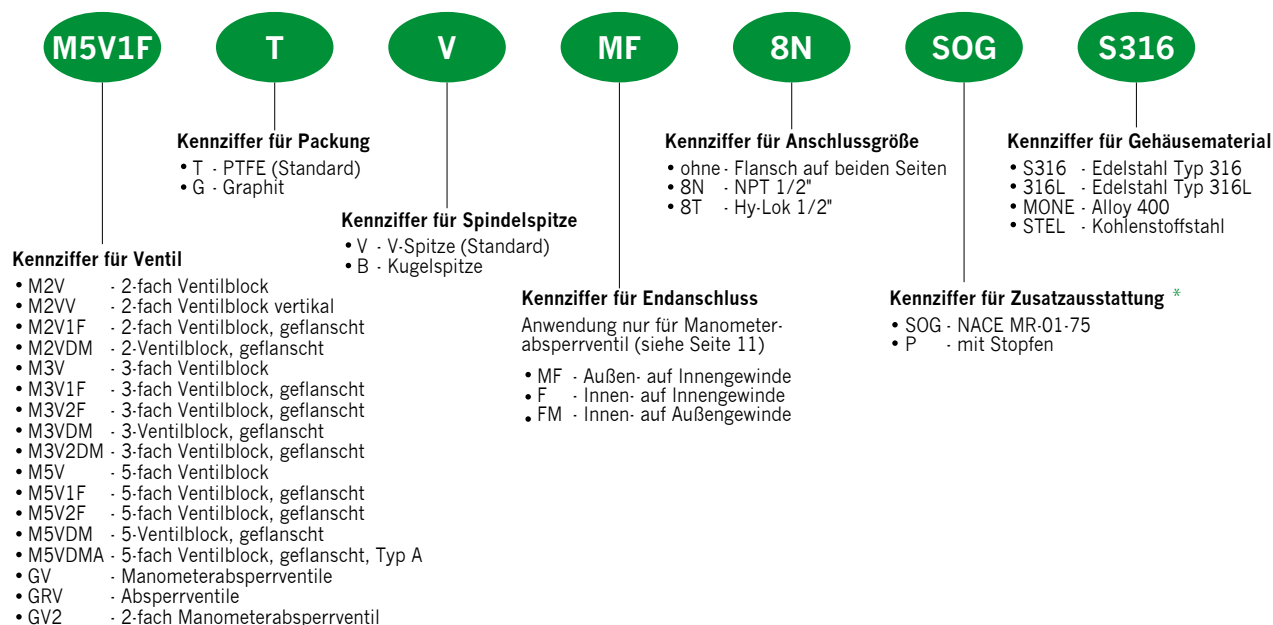 M5V1F T V MF 8N SOG S316
Kennziffer für Packung
• T - PTFE (Standard)
• G - Graphit
Kennziffer für Anschlussgröße
• ohne - Flansch auf beiden Seiten
• 8N - NPT 1/2"
• 8T - Hy-Lok 1/2"
Kennziffer für Gehäusematerial
• S316 - Edelstahl Typ 316
• 316L - Edelstahl Typ 316L
• MONE - Alloy 400
• STEL - Kohlenstoffstahl
Kennziffer für Spindelspitze
• V - V-Spitze (Standard)
• B - Kugelspitze
Kennziffer für Ventil
• M2V - 2-fach Ventilblock
• M2VV - 2-fach Ventilblock vertikal
• M2V1F - 2-fach Ventilblock, geflanscht
• M2VDM - 2-Ventilblock, geflanscht
• M3V - 3-fach Ventilblock
• M3V1F - 3-fach Ventilblock, geflanscht
• M3V2F - 3-fach Ventilblock, geflanscht
• M3VDM - 3-Ventilblock, geflanscht
• M3V2DM - 3-fach Ventilblock, geflanscht
• M5V - 5-fach Ventilblock
• M5V1F - 5-fach Ventilblock, geflanscht
• M5V2F - 5-fach Ventilblock, geflanscht
• M5VDM - 5-Ventilblock, geflanscht
• M5VDMA - 5-fach Ventilblock, geflanscht, Typ A
• GV - Manometerabsperrventile
• GRV - Absperrventile
• GV2 - 2-fach Manometerabsperrventil
Kennziffer für Endanschluss
Anwendung nur für Manometer-
absperrventil (siehe Seite 11)
• MF - Außen- auf Innengewinde
• F - Innen- auf Innengewinde
• FM - Innen- auf Außengewinde
Kennziffer für Zusatzausstattung *
• SOG - NACE MR-01-75
• P - mit Stopfen